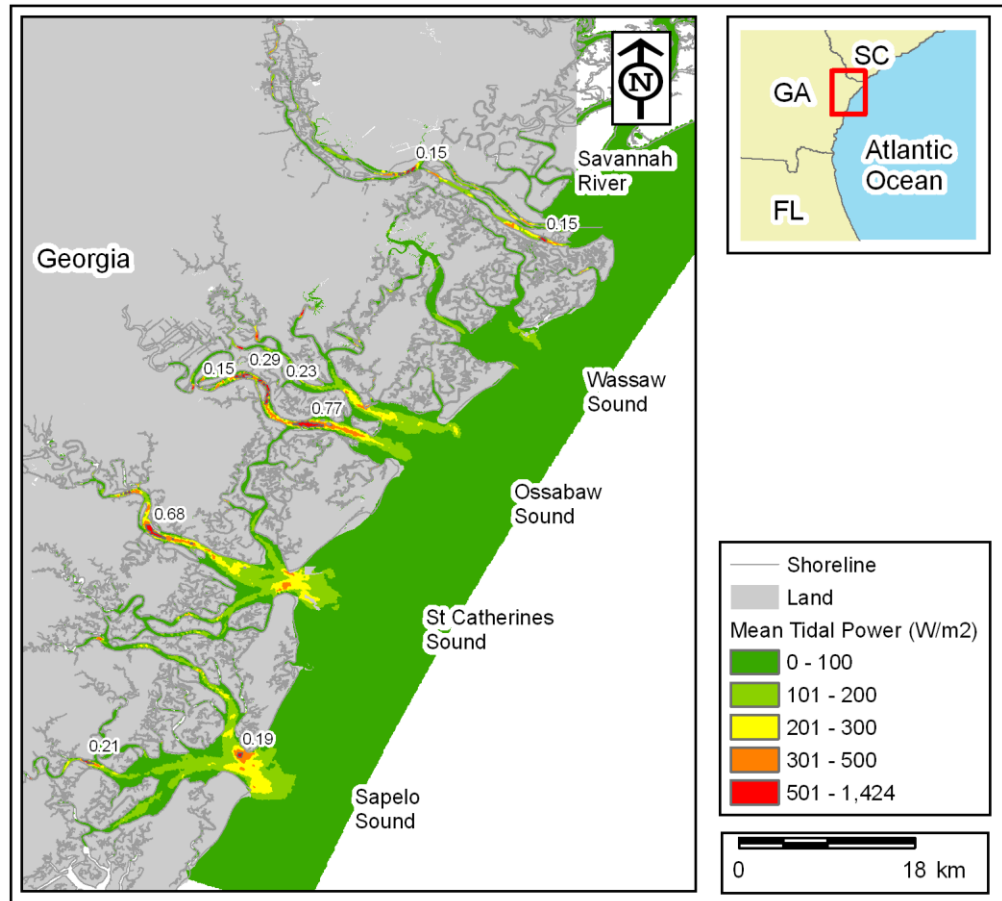 N
Savannah
River
0.15
0.15
Georgia
0.29
0.15
0.23
0.77
Wassaw
Sound
Ossabaw
Sound
0.68
St Catherines
Sound
0.19
0.21
Sapelo
Sound
SC
GA
Atlantic
Ocean
FL
Shoreline
Land
Mean Tidal Power (W/m2)
0 - 100
101 - 200
201 - 300
301 - 500
501 - 1,424
0 18 km